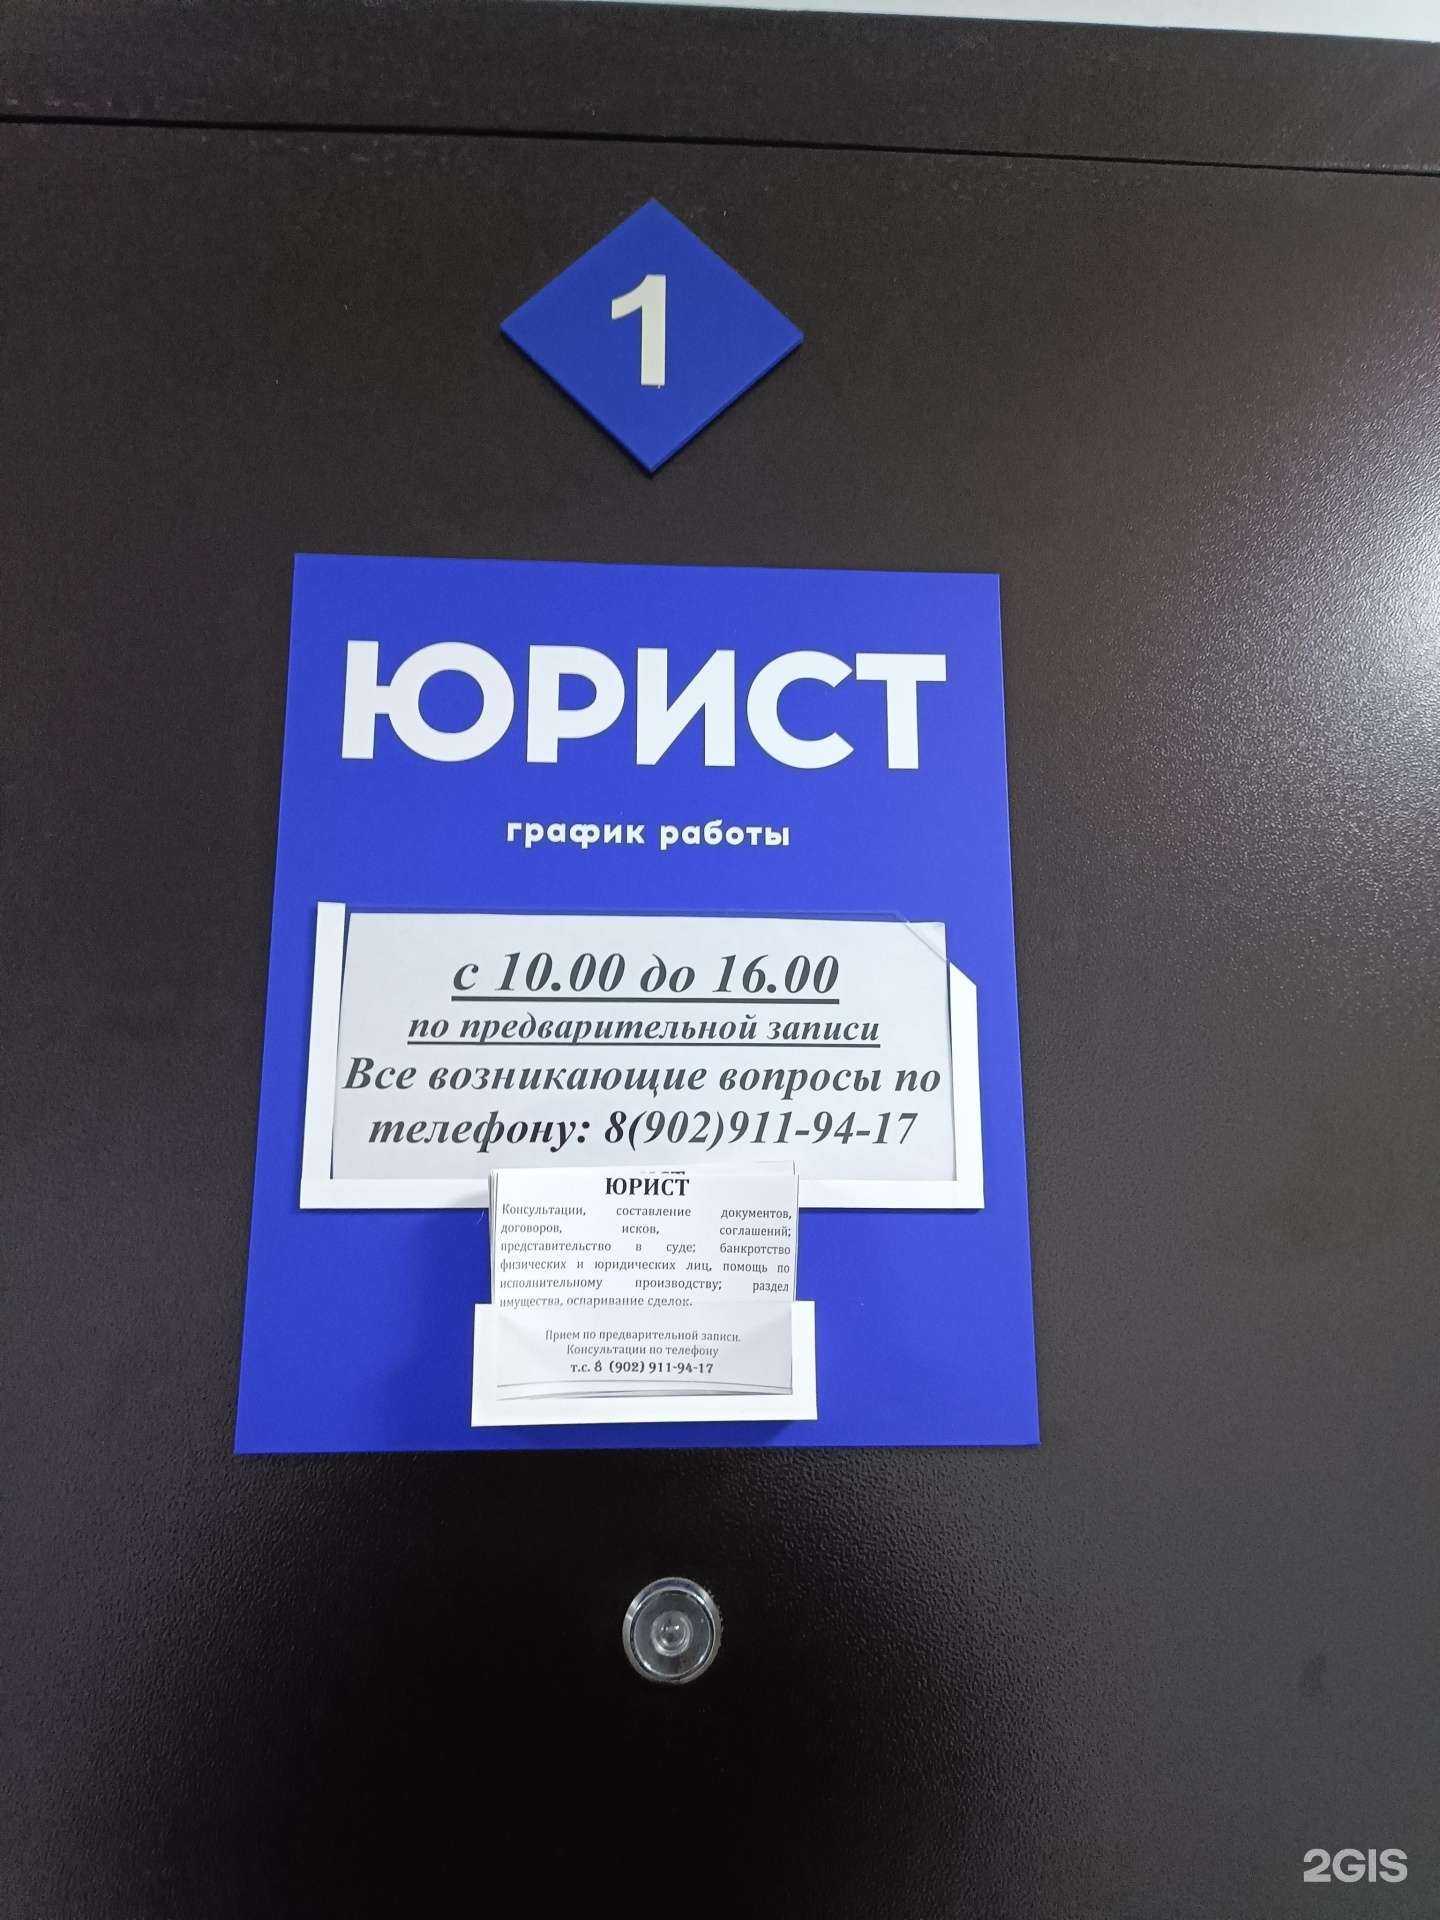 1
ЮРИСТ
график работы
с 10.00 до 16.00
по предварительной записи
Все возникающие вопросы по
телефону: 8(902)911-94-17
ЮРИСТ
Консультации, составление документов,
договоров, исков, соглашений;
представительство в суде; банкротство
физических и юридических лиц, помощь по
исполнительному производству; раздел
имущества, оспаривание сделок.
Прием по предварительной записи.
Консультации по телефону
т.с. 8 (902) 911-94-17
2GIS